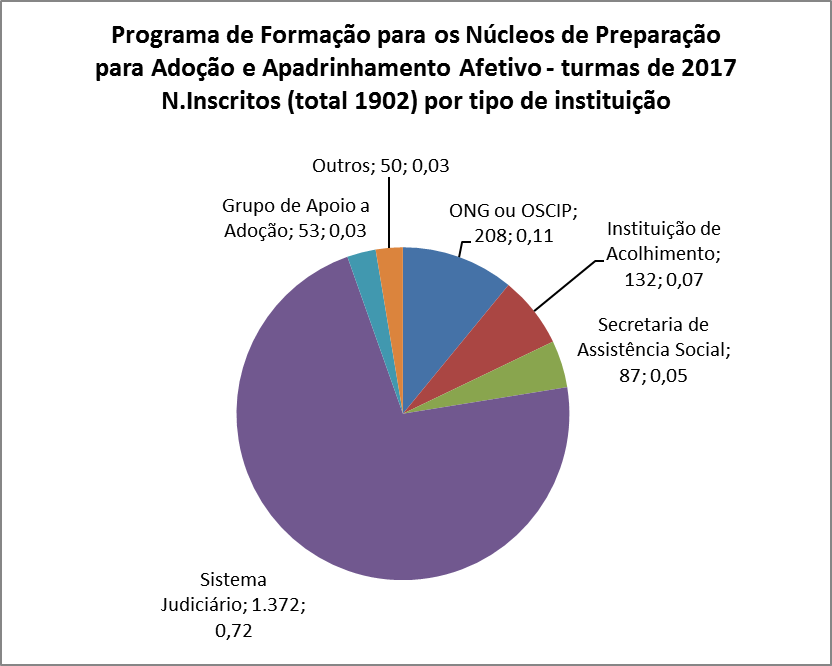 Programa de Formação para os Núcleos de Preparação
para Adoção e Apadrinhamento Afetivo - turmas de 2017
N.Inscritos (total 1902) por tipo de instituição
Outros; 50; 0,03
Grupo de Apoio a
Adoção; 53; 0,03
ONG ou OSCIP;
208; 0,11
Instituição de
Acolhimento;
132; 0,07
Secretaria de
Assistência Social;
87; 0,05
Sistema
Judiciário; 1.372;
0,72